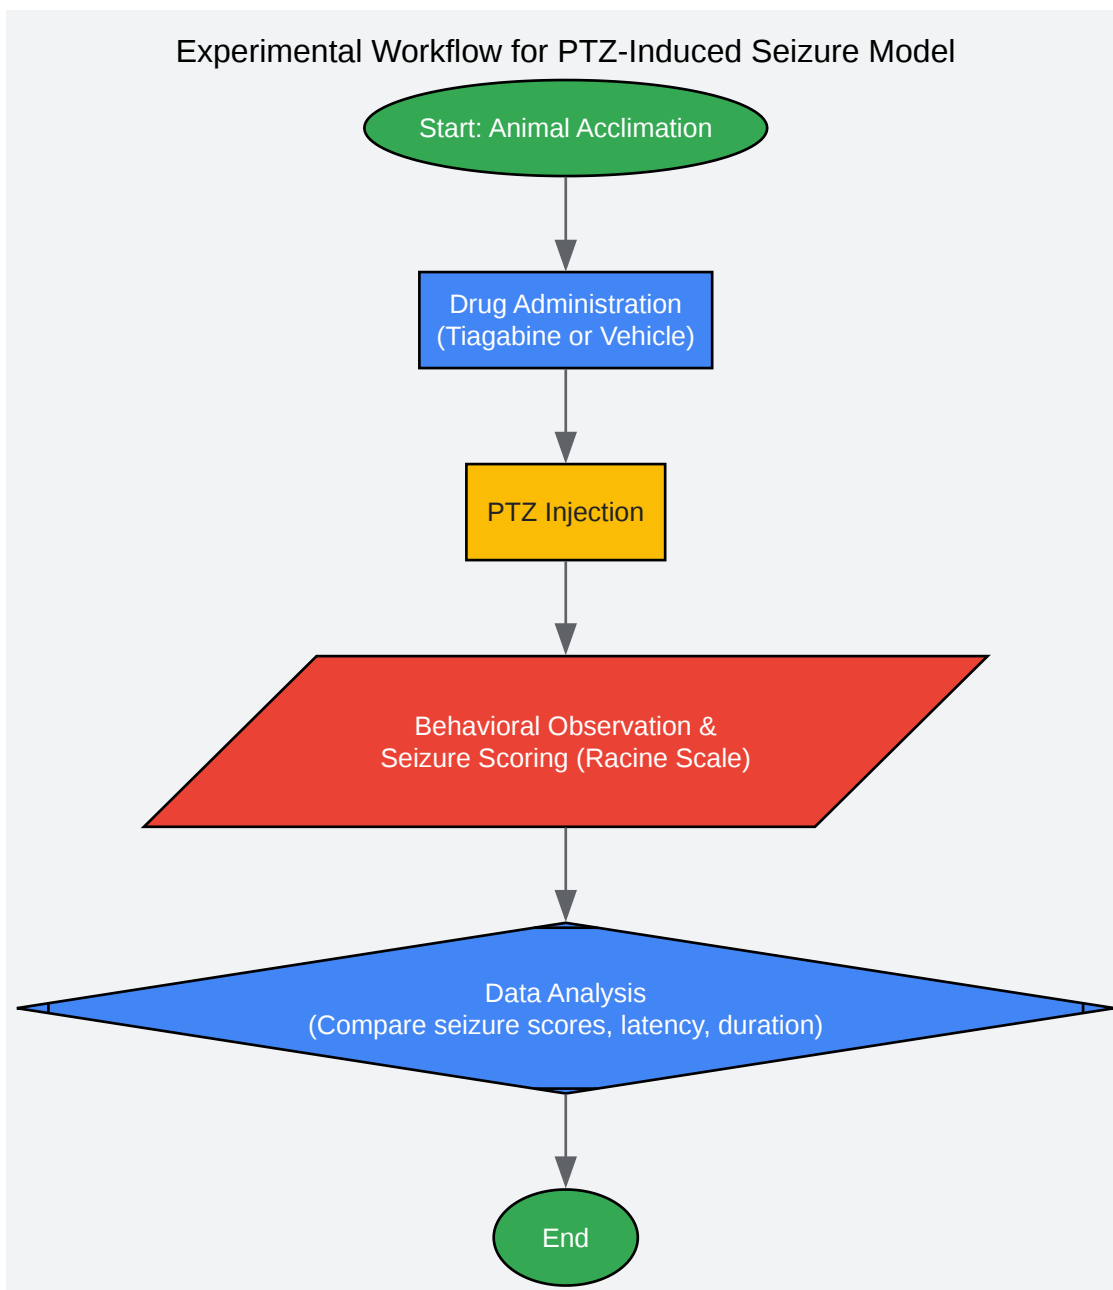 Experimental Workflow for PTZ-Induced Seizure Model
Start: Animal Acclimation
Drug Administration
(Tiagabine or Vehicle)
PTZ Injection
Behavioral Observation &
Seizure Scoring (Racine Scale)
Data Analysis
(Compare seizure scores, latency, duration)
End